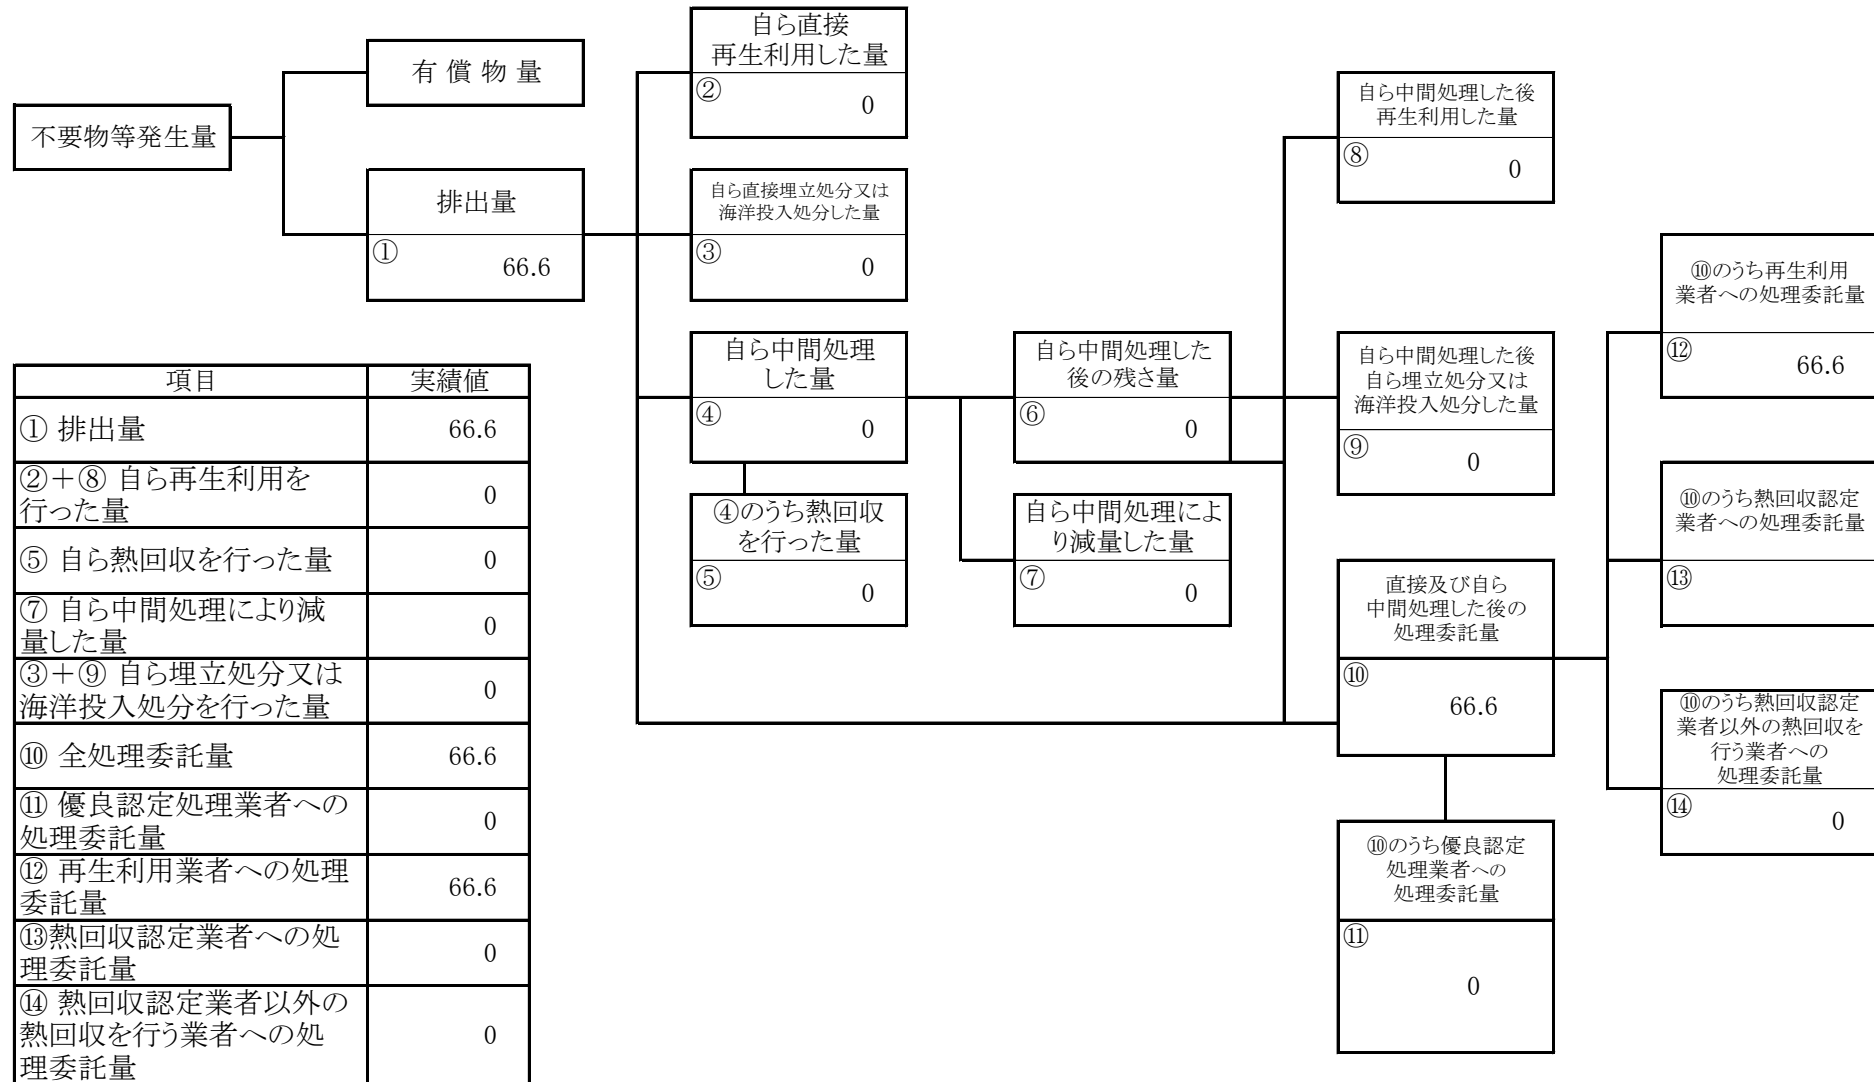 不要物等発生量
有 償 物 量
排出量
①
66.6
自ら直接
再生利用した量
②
0
自ら直接埋立処分又は
海洋投入処分した量
③
0
自ら中間処理
した量
④
0
④のうち熱回収
を行った量
⑤
0
自ら中間処理した
後の残さ量
⑥
0
自ら中間処理によ
り減量した量
⑦
0
自ら中間処理した後
再生利用した量
⑧
0
自ら中間処理した後
自ら埋立処分又は
海洋投入処分した量
⑨
0
直接及び自ら
中間処理した後の
処理委託量
⑩
66.6
⑩のうち優良認定
処理業者への
処理委託量
⑪
0
⑩のうち再生利用
業者への処理委託量
⑫
66.6
⑩のうち熱回収認定
業者への処理委託量
⑬
⑩のうち熱回収認定
業者以外の熱回収を
行う業者への
処理委託量
⑭
0
項目 実績値
① 排出量 66.6
②＋⑧ 自ら再生利用を
行った量 0
⑤ 自ら熱回収を行った量 0
⑦ 自ら中間処理により減
量した量 0
③＋⑨ 自ら埋立処分又は
海洋投入処分を行った量 0
⑩ 全処理委託量 66.6
⑪ 優良認定処理業者への
処理委託量 0
⑫ 再生利用業者への処理
委託量 66.6
⑬熱回収認定業者への処
理委託量 0
⑭ 熱回収認定業者以外の
熱回収を行う業者への処
理委託量 0